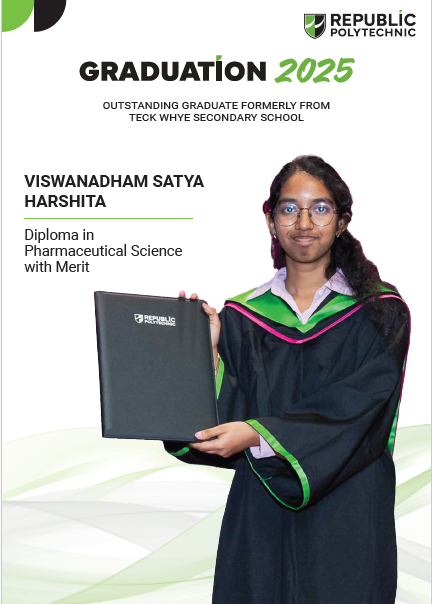 REPUBLIC
POLYTECHNIC
GRADUATION 2025
OUTSTANDING GRADUATE FORMERLY FROM
TECK WHYE SECONDARY SCHOOL
VISWANADHAM SATYA
HARSHITA
Diploma in
Pharmaceutical Science
with Merit
REPUBLIC
POLYTECHNIC